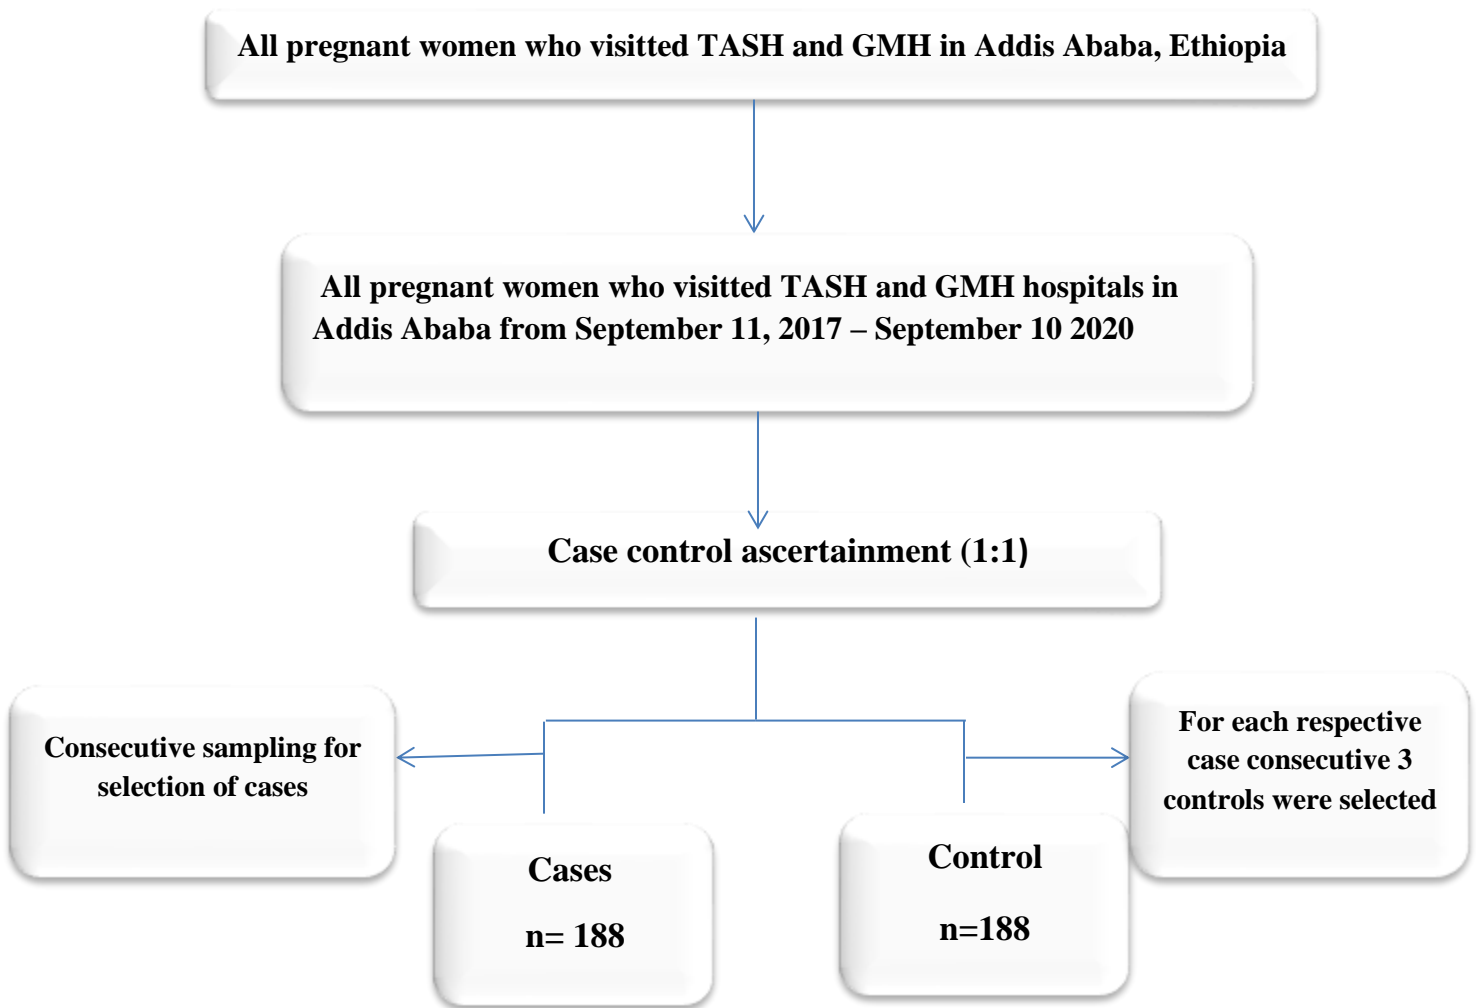 All pregnant women who visitted TASH and GMH in Addis Ababa, Ethiopia
All pregnant women who visitted TASH and GMH hospitals in
Addis Ababa from September 11, 2017 – September 10 2020
Case control ascertainment (1:1)
Consecutive sampling for
selection of cases
For each respective
case consecutive 3
controls were selected
Cases
n= 188
Control
n=188